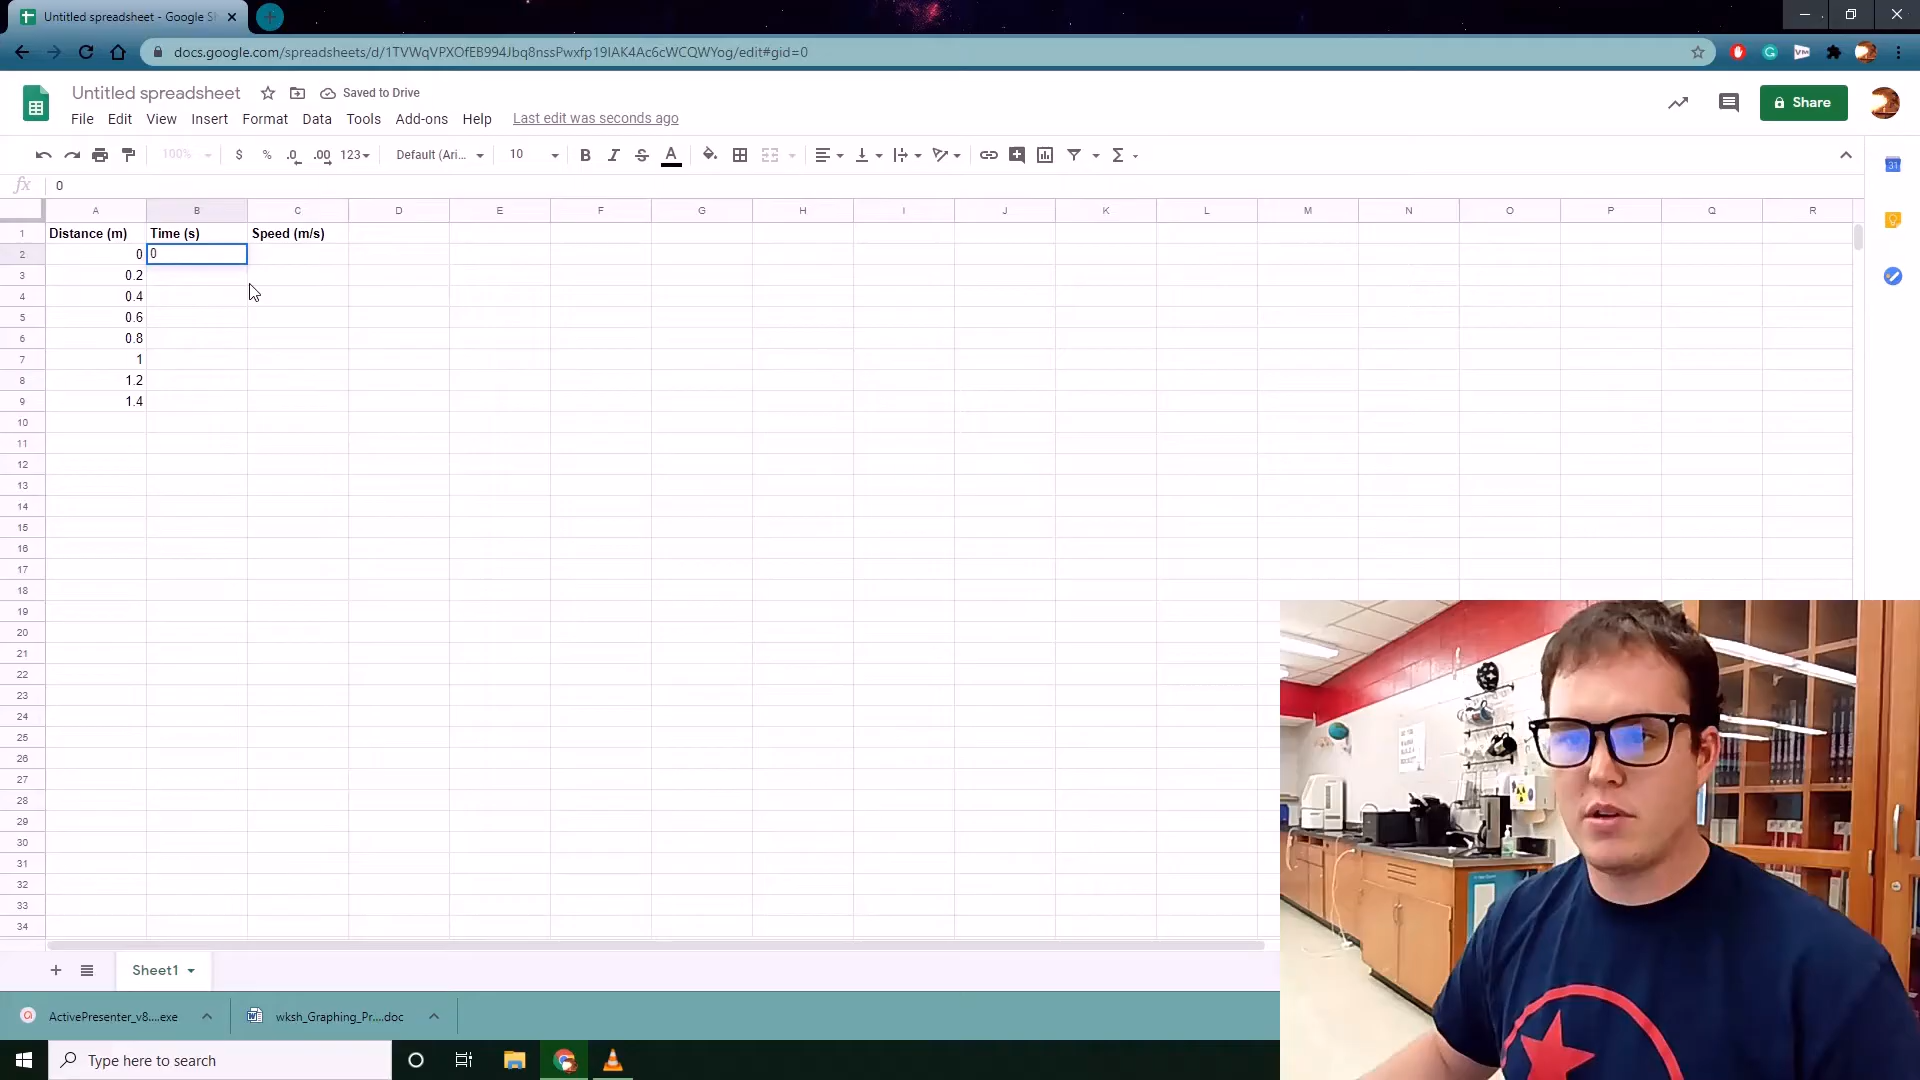 Untitled spreadsheet - Google S
docs.google.com/spreadsheets/d/1TVWqVPXOfEB994Jbq8nssPwxfp19IAK4Ac6cWCQWYog/edit#gid=0
Untitled spreadsheet Saved to Drive
File Edit View Insert Format Data Tools Add-ons Help Last edit was seconds ago
Share
100% $ % .0 .00 123 Default (Ari... 10 B I S A Σ
fx 0
A B C D E F G H I J K L M N O P Q R
1 Distance (m) Time (s) Speed (m/s)
2 0 0
3 0.2
4 0.4
5 0.6
6 0.8
7 1
8 1.2
9 1.4
10
11
12
13
14
15
16
17
18
19
20
21
22
23
24
25
26
27
28
29
30
31
32
33
34
31
+ Sheet1
ActivePresenter_v8....exe wksh_Graphing_Pr....doc
Type here to search